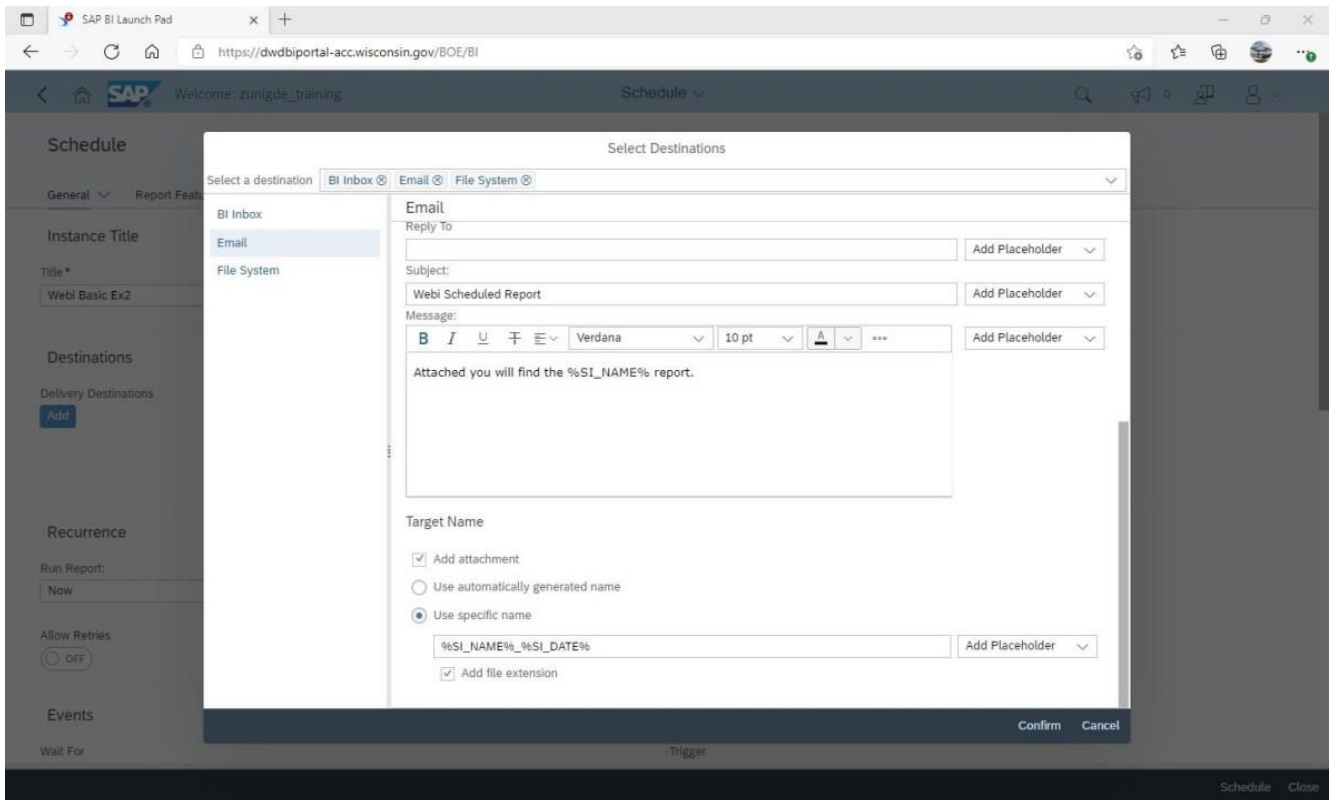 SAP BI Launch Pad
https://dwdbiportal-acc.wisconsin.gov/BOE/BI
SAP Welcome: zunigde_training Schedule 0
Schedule
General Report Featu
Instance Title
Title *
Webi Basic Ex2
Destinations
Delivery Destinations
Add
Recurrence
Run Report:
Now
Allow Retries
OFF
Events
Wait For
Trigger
Select Destinations
Select a destination BI Inbox Email File System
BI Inbox
Email
File System
Email
Reply To
Add Placeholder
Subject:
Webi Scheduled Report Add Placeholder
Message:
B I U T Verdana 10 pt A Add Placeholder
Attached you will find the %SI_NAME% report.
Target Name
Add attachment
Use automatically generated name
Use specific name
%SI_NAME%_%SI_DATE% Add Placeholder
Add file extension
Confirm Cancel
Schedule Close